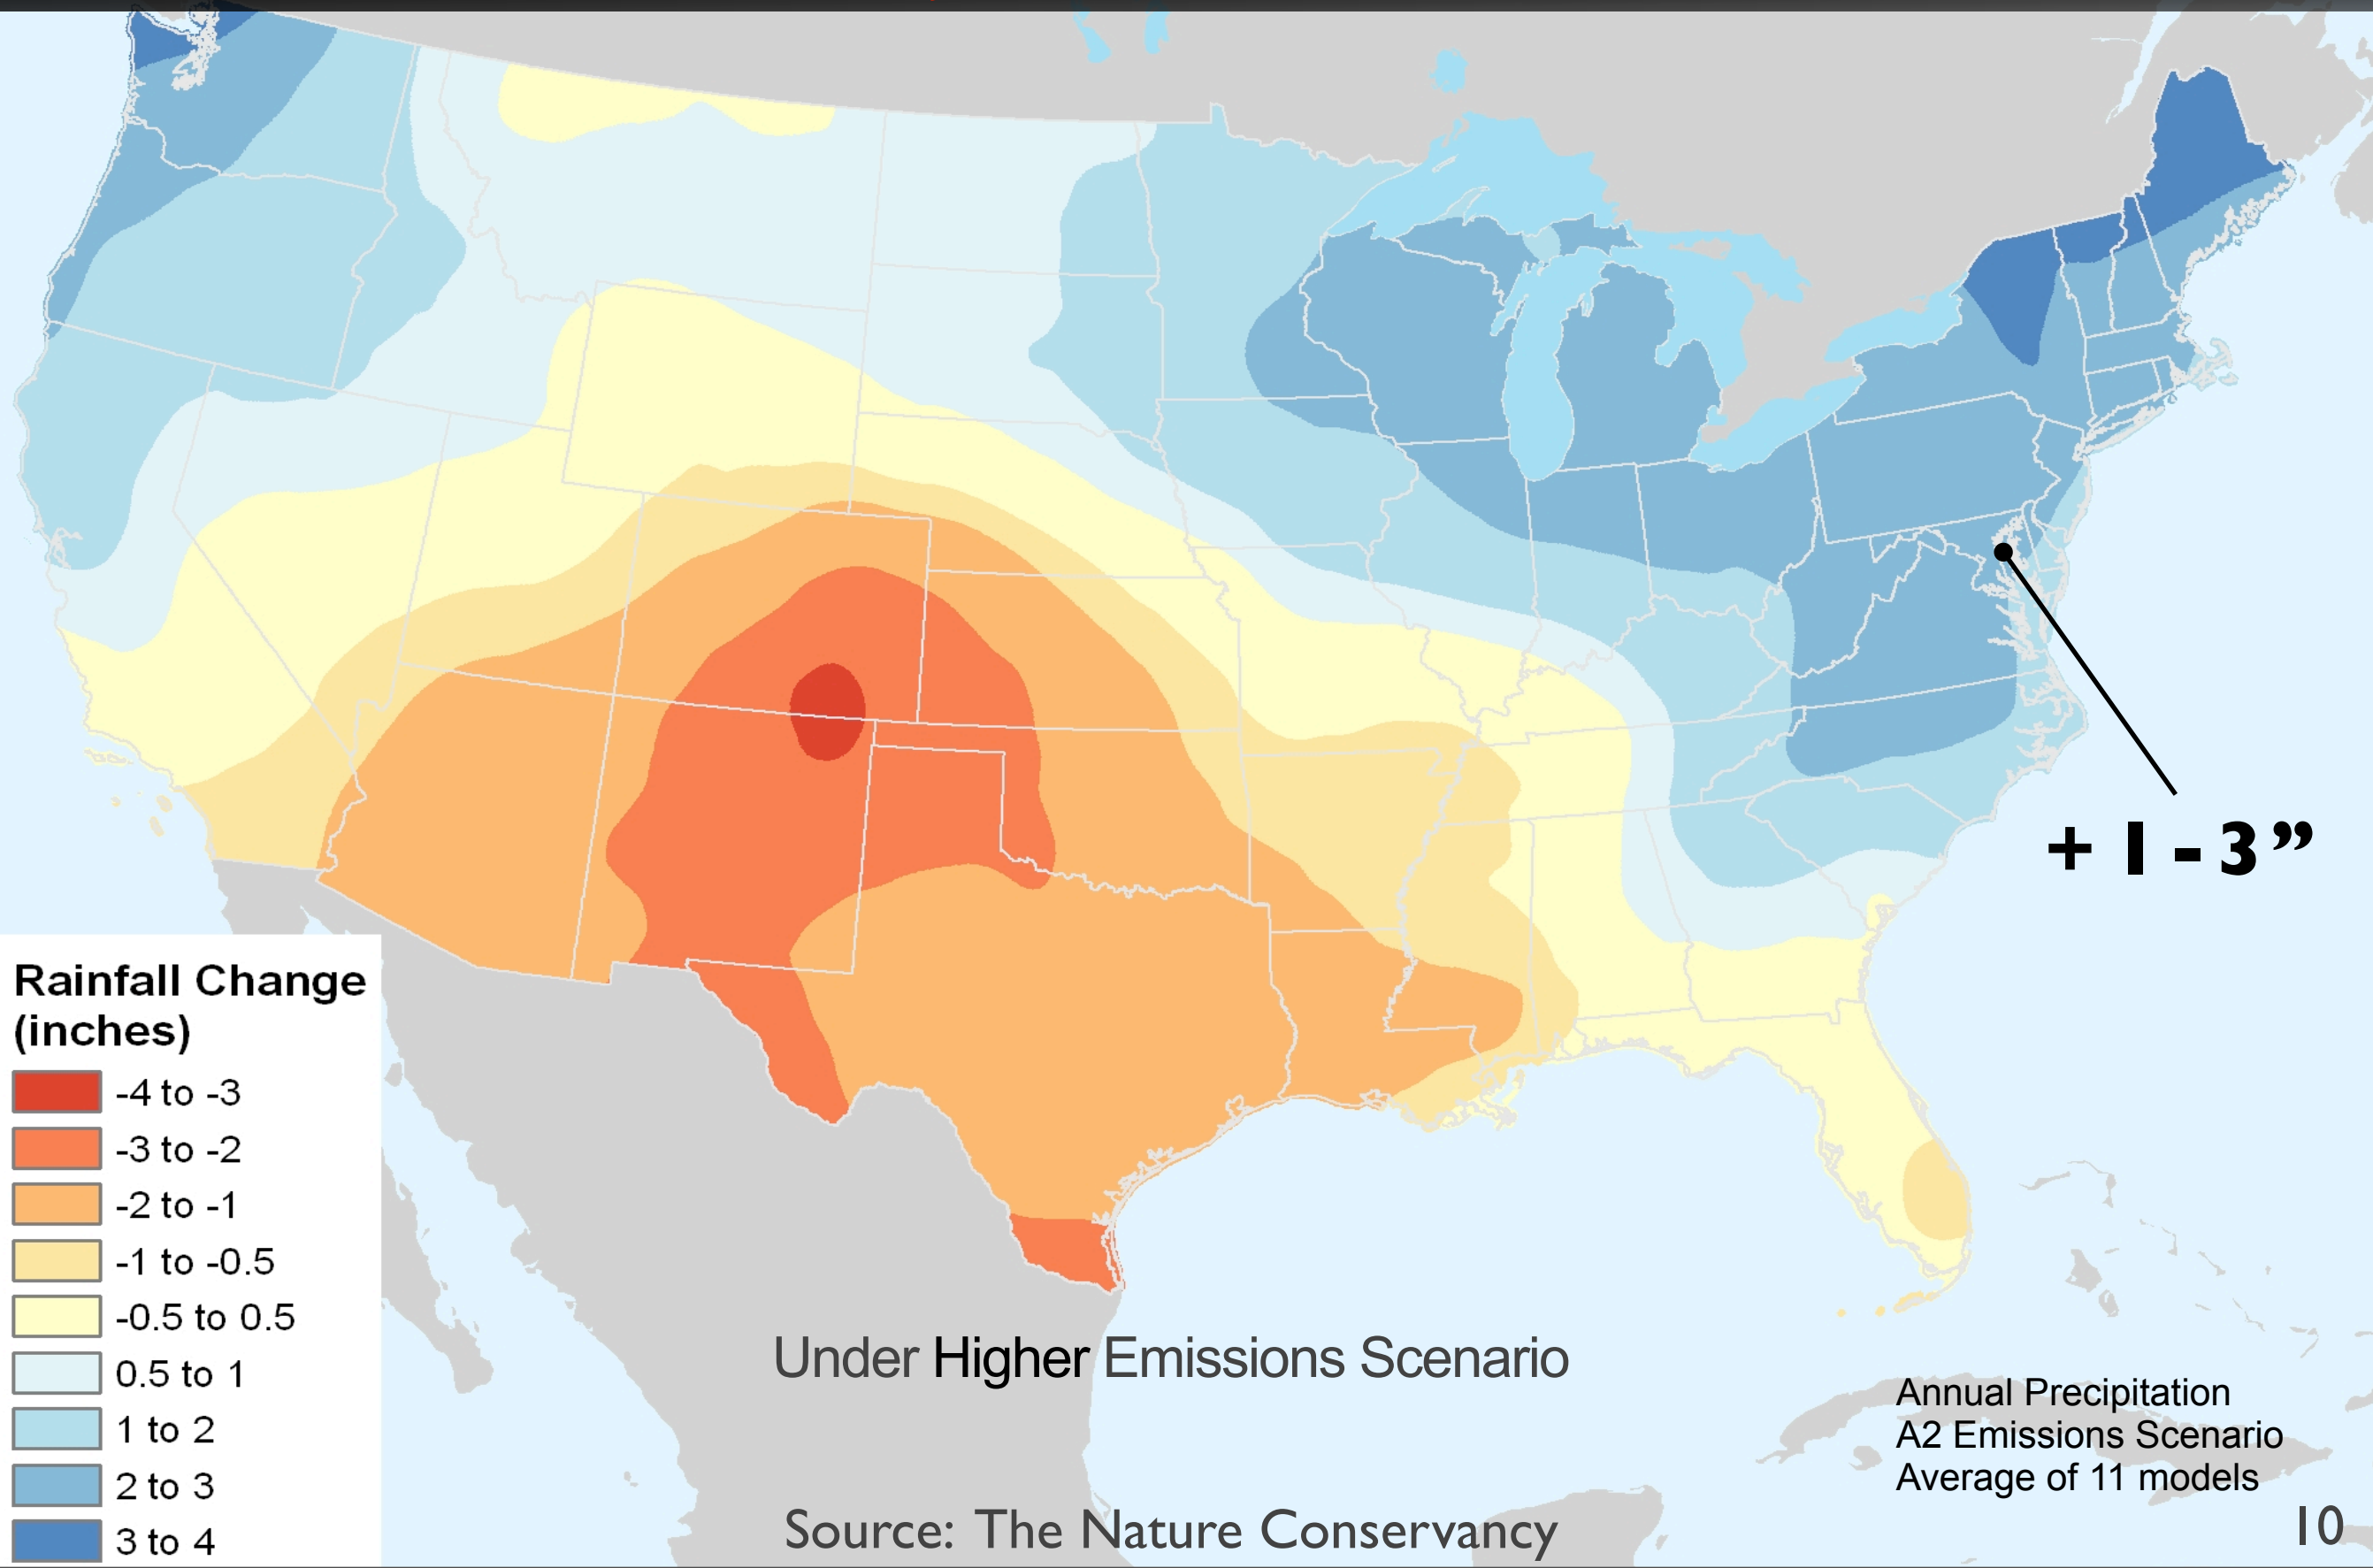 + 1 - 3”
Rainfall Change
(inches)
-4 to -3
-3 to -2
-2 to -1
-1 to -0.5
-0.5 to 0.5
0.5 to 1
1 to 2
2 to 3
3 to 4
Under Higher Emissions Scenario
Annual Precipitation
A2 Emissions Scenario
Average of 11 models
Source: The Nature Conservancy
10